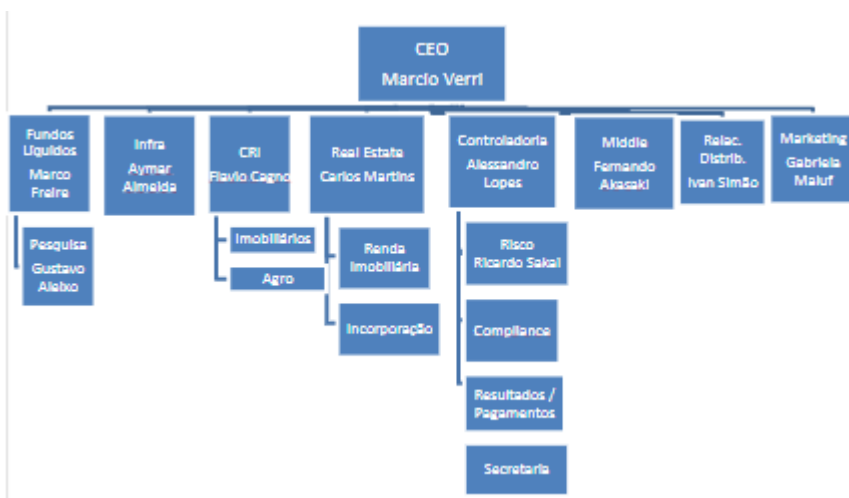 CEO
Marcio Verri
Fundos
Líquidos
Marco
Freire
Infra
Aymar
Almeida
CRI
Flavio Cagno
Real Estate
Carlos Martins
Controladoria
Alessandro
Lopes
Middle
Fernando
Akasaki
Relac.
Distrib.
Ivan Simão
Marketing
Gabriela
Maluf
Pesquisa
Gustavo
Aleixo
Imobiliários
Agro
Renda
Imobiliária
Incorporação
Risco
Ricardo Sakai
Compliance
Resultados /
Pagamentos
Secretaria